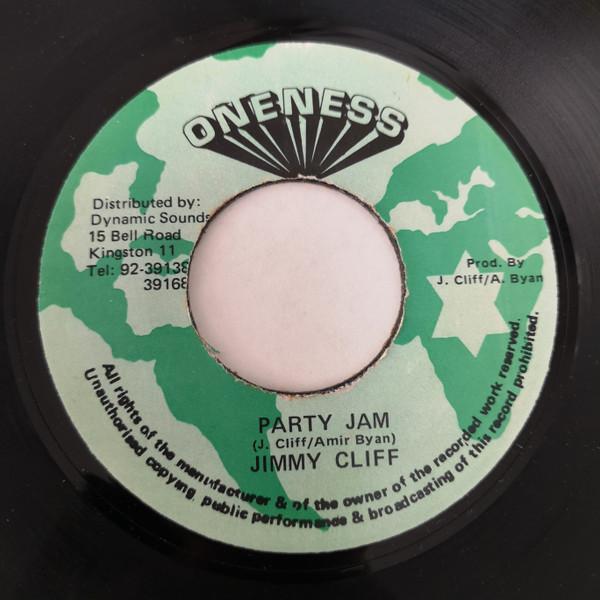 ONENESS
Distributed by:
Dynamic Sounds
15 Bell Road
Kingston 11
Tel: 92-39138
39168
Prod. By
J. Cliff/A. Byan
PARTY JAM
(J. Cliff/Amir Byan)
JIMMY CLIFF
All rights of the manufacturer & of the owner of the recorded work reserved.
Unauthorised copying, public performance & broadcasting of this record prohibited.